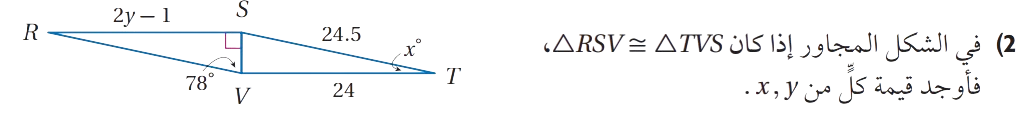 2) في الشكل المجاور إذا كان △RSV ≅ △TVS،
فأوجد قيمة كلٍّ من x, y .
S
2y – 1
R
24.5
x°
78°
T
V
24